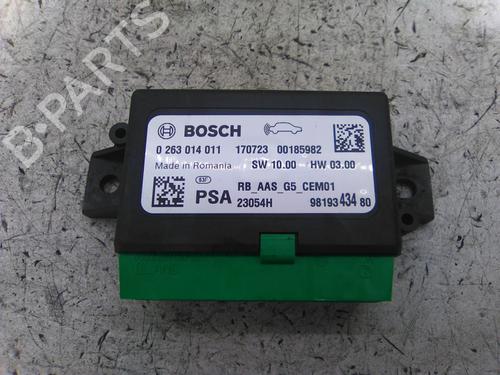 B-PARTS
BOSCH
0 263 014 011 170723 00185982
Made in Romania SW 10.00 HW 03.00
RB_AAS_G5_CEM01
PSA 23054H 98193 434 80